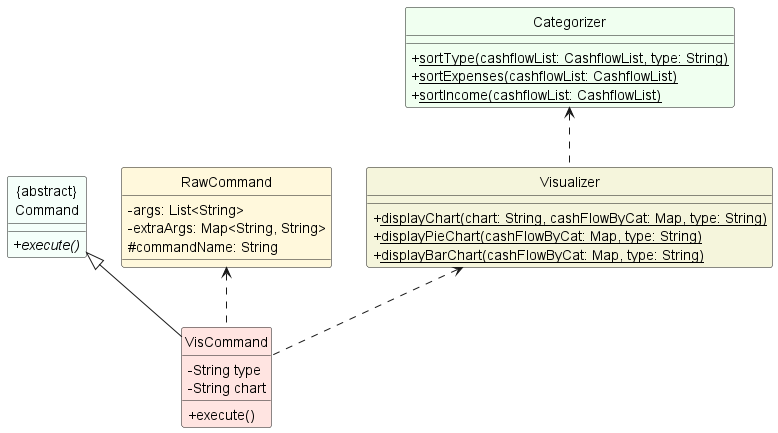 Categorizer
+sortType(cashflowList: CashflowList, type: String)
+sortExpenses(cashflowList: CashflowList)
+sortIncome(cashflowList: CashflowList)
{abstract}
Command
+execute()
RawCommand
-args: List<String>
-extraArgs: Map<String, String>
#commandName: String
Visualizer
+displayChart(chart: String, cashFlowByCat: Map, type: String)
+displayPieChart(cashFlowByCat: Map, type: String)
+displayBarChart(cashFlowByCat: Map, type: String)
VisCommand
-String type
-String chart
+execute()